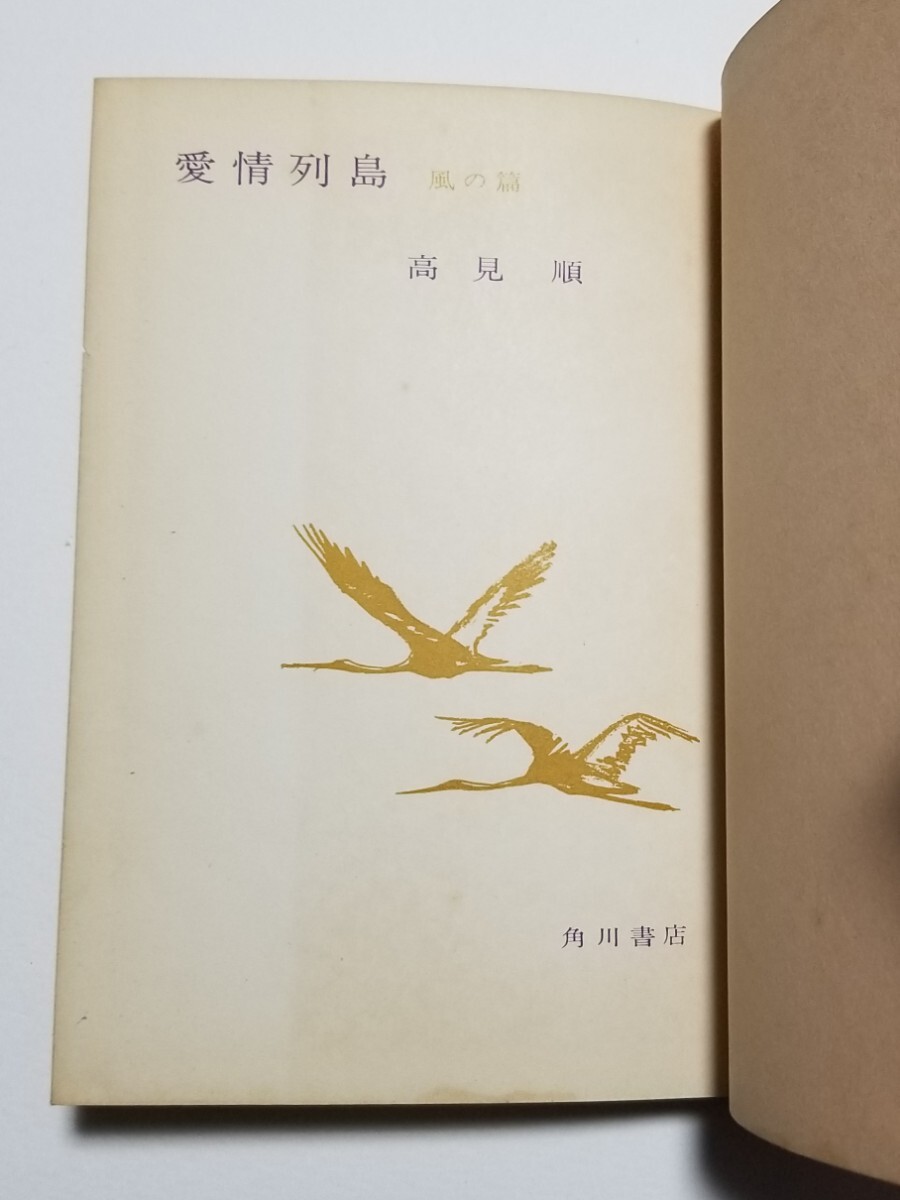 愛情列島 風の篇
高見 順
角川書店